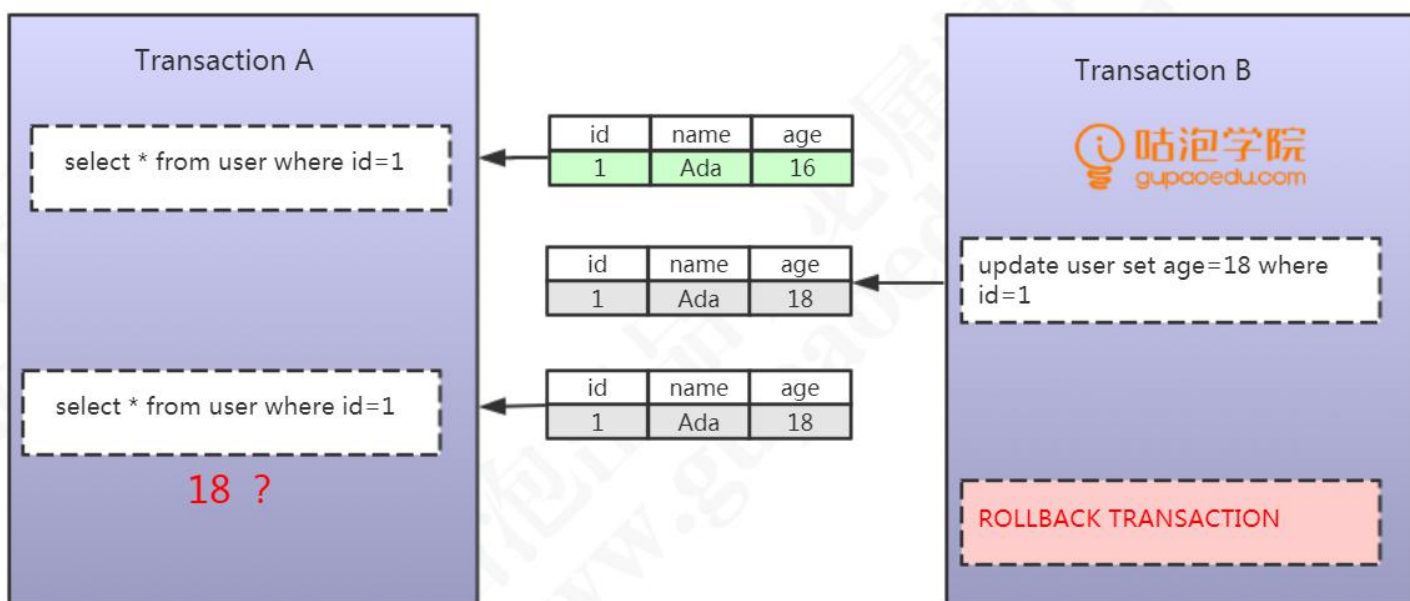 Transaction A
select * from user where id=1
id name age
1 Ada 16
id name age
1 Ada 18
select * from user where id=1
id name age
1 Ada 18
18 ?
Transaction B
咕泡学院
gupaoedu.com
update user set age=18 where
id=1
ROLLBACK TRANSACTION